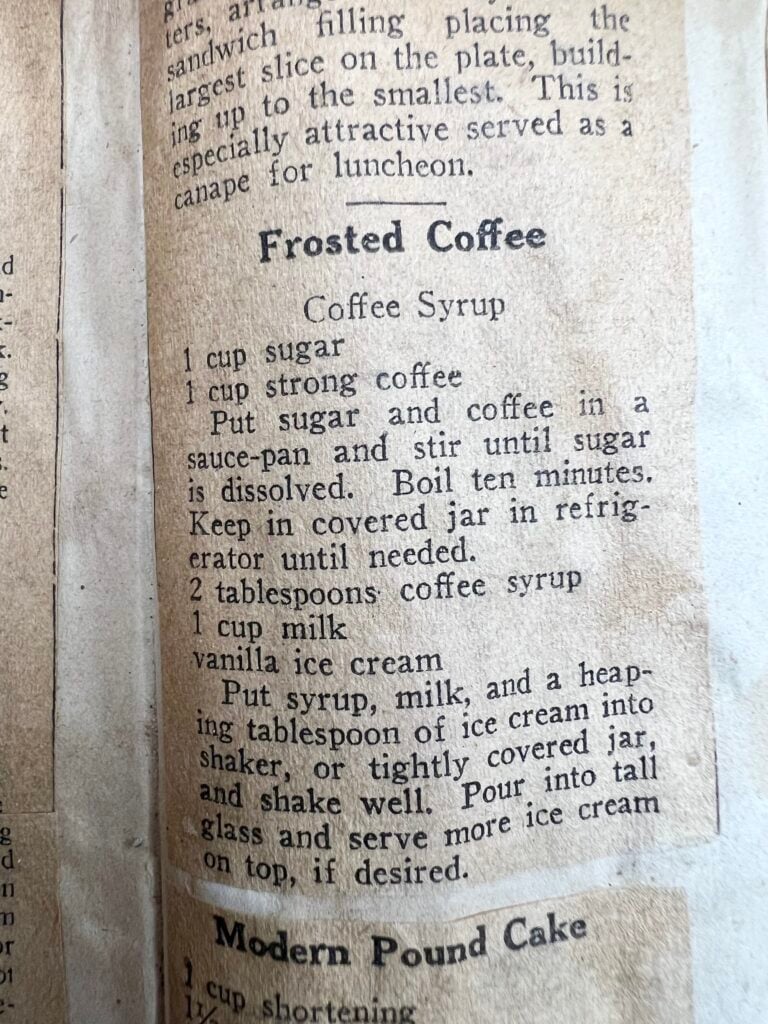 ters,
sandwich filling placing the
largest slice on the plate, build-
ing up to the smallest. This is
especially attractive served as a
canape for luncheon.
Frosted Coffee
Coffee Syrup
1 cup sugar
1 cup strong coffee
Put sugar and coffee in a
sauce-pan and stir until sugar
is dissolved. Boil ten minutes.
Keep in covered jar in refrig-
erator until needed.
2 tablespoons coffee syrup
1 cup milk
vanilla ice cream
Put syrup, milk, and a heap-
ing tablespoon of ice cream into
shaker, or tightly covered jar,
and shake well. Pour into tall
glass and serve more ice cream
on top, if desired.
Modern Pound Cake
1 cup shortening